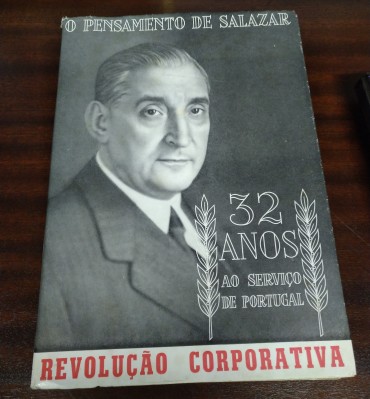 O PENSAMENTO DE SALAZAR
32
ANOS
AO SERVIÇO
DE PORTUGAL
REVOLUÇÃO CORPORATIVA